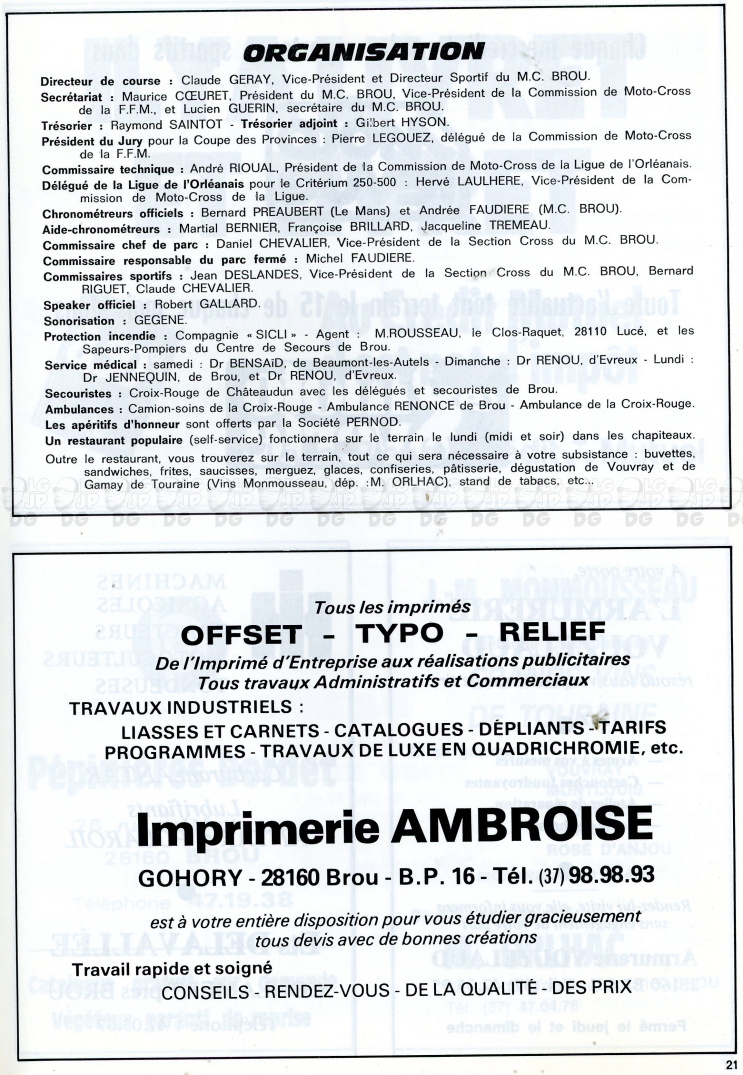 ORGANISATION
Directeur de course : Claude GERAY, Vice-Président et Directeur Sportif du M.C. BROU.
Secrétariat : Maurice CŒURET, Président du M.C. BROU, Vice-Président de la Commission de Moto-Cross
de la F.F.M., et Lucien GUERIN, secrétaire du M.C. BROU.
Trésorier : Raymond SAINTOT - Trésorier adjoint : Gilbert HYSON.
Président du Jury pour la Coupe des Provinces : Pierre LEGOUEZ, délégué de la Commission de Moto-Cross
de la F.F.M.
Commissaire technique : André RIOUAL, Président de la Commission de Moto-Cross de la Ligue de l'Orléanais.
Délégué de la Ligue de l'Orléanais pour le Critérium 250-500 : Hervé LAULHERE, Vice-Président de la Com-
mission de Moto-Cross de la Ligue.
Chronométreurs officiels : Bernard PREAUBERT (Le Mans) et Andrée FAUDIERE (M.C. BROU).
Aide-chronométreurs : Martial BERNIER, Françoise BRILLARD, Jacqueline TREMEAU.
Commissaire chef de parc : Daniel CHEVALIER, Vice-Président de la Section Cross du M.C. BROU.
Commissaire responsable du parc fermé : Michel FAUDIERE.
Commissaires sportifs : Jean DESLANDES, Vice-Président de la Section Cross du M.C. BROU, Bernard
RIGUET, Claude CHEVALIER.
Speaker officiel : Robert GALLARD.
Sonorisation : GEGENE.
Protection incendie : Compagnie « SICLI » - Agent : M.ROUSSEAU, le Clos-Raquet, 28110 Lucé, et les
Sapeurs-Pompiers du Centre de Secours de Brou.
Service médical : samedi : Dr BENSAïD, de Beaumont-les-Autels - Dimanche : Dr RENOU, d'Evreux - Lundi :
Dr JENNEQUIN, de Brou, et Dr RENOU, d'Evreux.
Secouristes : Croix-Rouge de Châteaudun avec les délégués et secouristes de Brou.
Ambulances : Camion-soins de la Croix-Rouge - Ambulance RENONCE de Brou - Ambulance de la Croix-Rouge.
Les apéritifs d'honneur sont offerts par la Société PERNOD.
Un restaurant populaire (self-service) fonctionnera sur le terrain le lundi (midi et soir) dans les chapiteaux.
Outre le restaurant, vous trouverez sur le terrain, tout ce qui sera nécessaire à votre subsistance : buvettes,
sandwiches, frites, saucisses, merguez, glaces, confiseries, pâtisserie, dégustation de Vouvray et de
Gamay de Touraine (Vins Monmousseau, dép. : M. ORLHAC), stand de tabacs, etc...
Tous les imprimés
OFFSET - TYPO - RELIEF
De l'Imprimé d'Entreprise aux réalisations publicitaires
Tous travaux Administratifs et Commerciaux
TRAVAUX INDUSTRIELS :
LIASSES ET CARNETS - CATALOGUES - DÉPLIANTS - TARIFS
PROGRAMMES - TRAVAUX DE LUXE EN QUADRICHROMIE, etc.
Imprimerie AMBROISE
GOHORY - 28160 Brou - B.P. 16 - Tél. (37) 98.98.93
est à votre entière disposition pour vous étudier gracieusement
tous devis avec de bonnes créations
Travail rapide et soigné
CONSEILS - RENDEZ-VOUS - DE LA QUALITÉ - DES PRIX
21